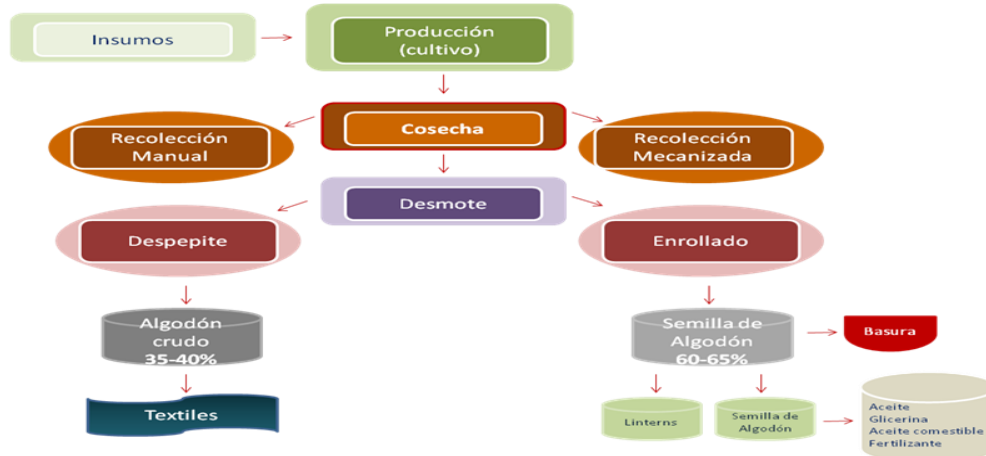 Insumos
Producción
(cultivo)
Recolección
Manual
Cosecha
Recolección
Mecanizada
Desmote
Despepite
Enrollado
Algodón
crudo
35-40%
Semilla de
Algodón
60-65%
Basura
Textiles
Linterns
Semilla de
Algodón
Aceite
Glicerina
Aceite comestible
Fertilizante